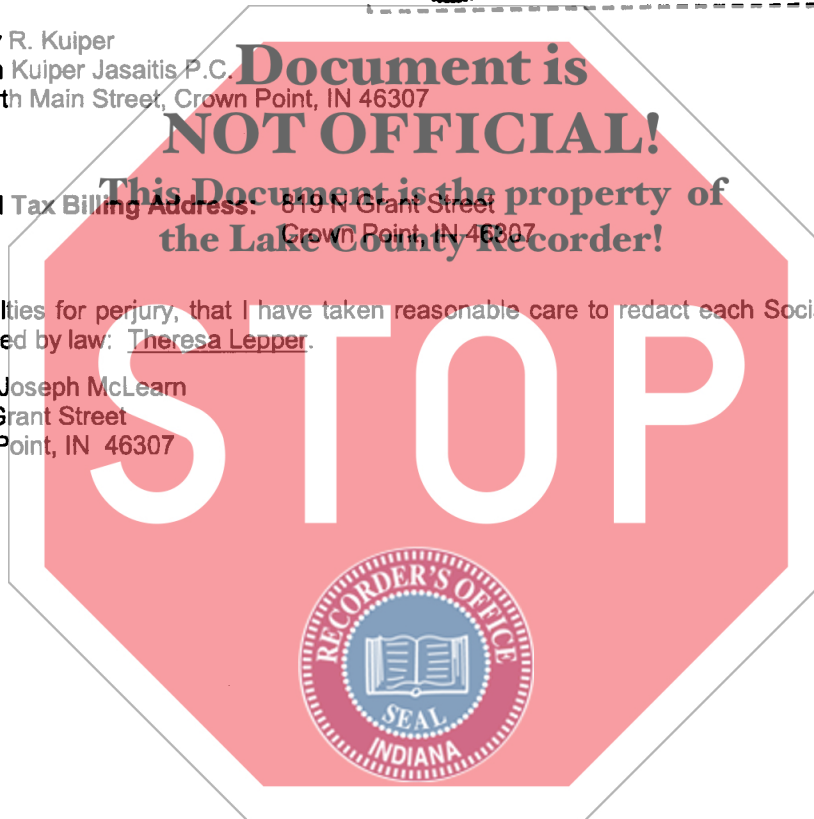 R. Kuiper
Kuiper Jasaitis P.C.
th Main Street, Crown Point, IN 46307
Document is
NOT OFFICIAL!
This Document is the property of
the Lake County Recorder!
Tax Billing Address: 819 N Grant Street
Crown Point, IN 46307
lties for perjury, that I have taken reasonable care to redact each Soci
ed by law: Theresa Lepper.
Joseph McLearn
Grant Street
Point, IN 46307
STOP
RECORDER'S OFFICE
SEAL
INDIANA